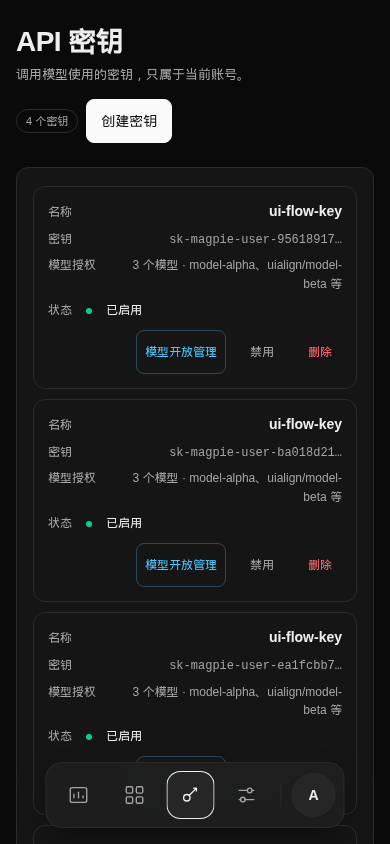 API 密钥
调用模型使用的密钥，只属于当前账号。
4 个密钥
创建密钥
名称 ui-flow-key
密钥 sk-magpie-user-95618917…
模型授权 3 个模型 · model-alpha、uialign/model-
beta 等
状态 已启用
模型开放管理 禁用 删除
名称 ui-flow-key
密钥 sk-magpie-user-ba018d21…
模型授权 3 个模型 · model-alpha、uialign/model-
beta 等
状态 已启用
模型开放管理 禁用 删除
名称 ui-flow-key
密钥 sk-magpie-user-ea1fcbb7…
模型授权 3 个模型 · model-alpha、uialign/model-
beta 等
状态 已启用
A